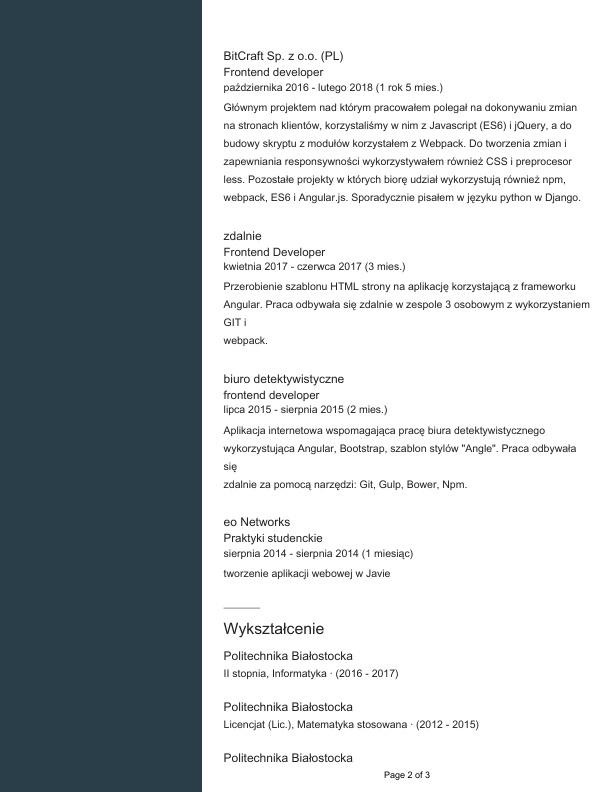 BitCraft Sp. z o.o. (PL)
Frontend developer
października 2016 - lutego 2018 (1 rok 5 mies.)
Głównym projektem nad którym pracowałem polegał na dokonywaniu zmian
na stronach klientów, korzystaliśmy w nim z Javascript (ES6) i jQuery, a do
budowy skryptu z modułów korzystałem z Webpack. Do tworzenia zmian i
zapewniania responsywności wykorzystywałem również CSS i preprocesor
less. Pozostałe projekty w których biorę udział wykorzystują również npm,
webpack, ES6 i Angular.js. Sporadycznie pisałem w języku python w Django.
zdalnie
Frontend Developer
kwietnia 2017 - czerwca 2017 (3 mies.)
Przerobienie szablonu HTML strony na aplikację korzystającą z frameworku
Angular. Praca odbywała się zdalnie w zespole 3 osobowym z wykorzystaniem
GIT i
webpack.
biuro detektywistyczne
frontend developer
lipca 2015 - sierpnia 2015 (2 mies.)
Aplikacja internetowa wspomagająca pracę biura detektywistycznego
wykorzystująca Angular, Bootstrap, szablon stylów "Angle". Praca odbywała
się
zdalnie za pomocą narzędzi: Git, Gulp, Bower, Npm.
eo Networks
Praktyki studenckie
sierpnia 2014 - sierpnia 2014 (1 miesiąc)
tworzenie aplikacji webowej w Javie
Wykształcenie
Politechnika Białostocka
II stopnia, Informatyka · (2016 - 2017)
Politechnika Białostocka
Licencjat (Lic.), Matematyka stosowana · (2012 - 2015)
Politechnika Białostocka
Page 2 of 3